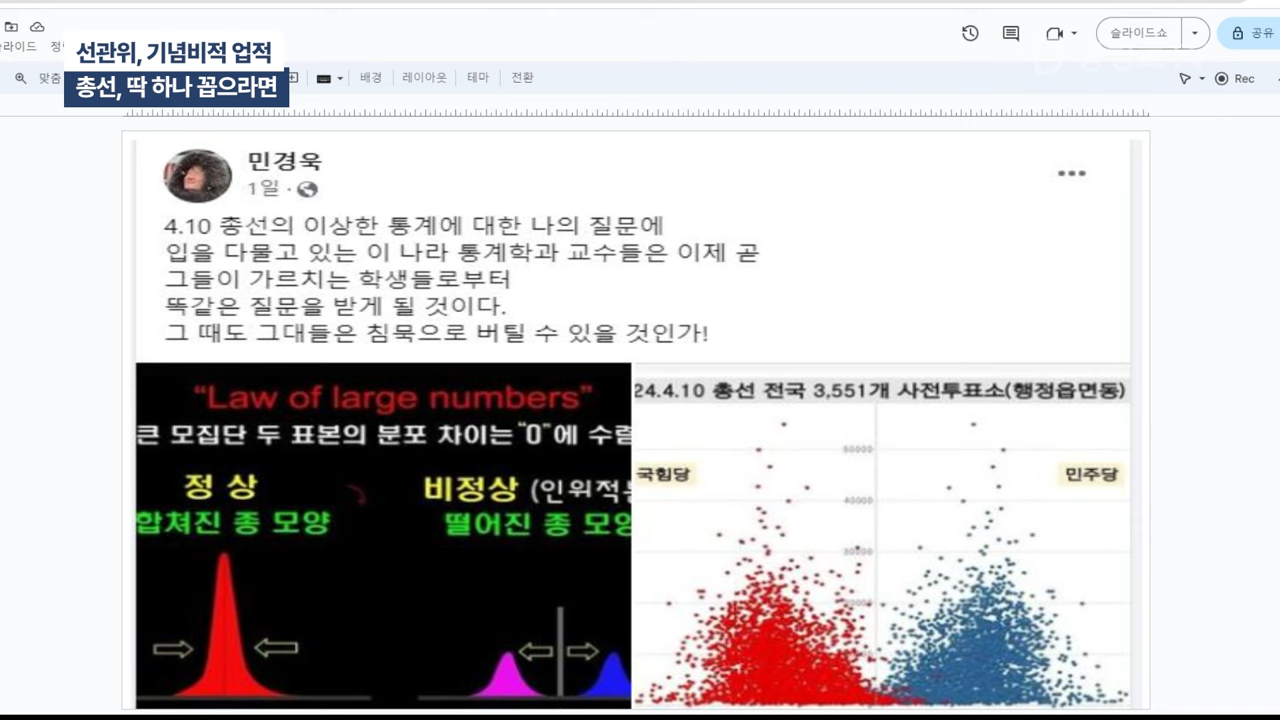 선관위, 기념비적 업적
총선, 딱 하나 꼽으라면
슬라이드쇼
공유
맞춤
배경
레이아웃
테마
전환
Rec
민경욱
1일 ·
4.10 총선의 이상한 통계에 대한 나의 질문에
입을 다물고 있는 이 나라 통계학과 교수들은 이제 곧
그들이 가르치는 학생들로부터
똑같은 질문을 받게 될 것이다.
그 때도 그대들은 침묵으로 버틸 수 있을 것인가!
“Law of large numbers”
큰 모집단 두 표본의 분포 차이는 “0”에 수렴
정 상
합쳐진 종 모양
비정상 (인위적
떨어진 종 모양
24.4.10 총선 전국 3,551개 사전투표소(행정읍면동)
국힘당
민주당
50000
40000
30000